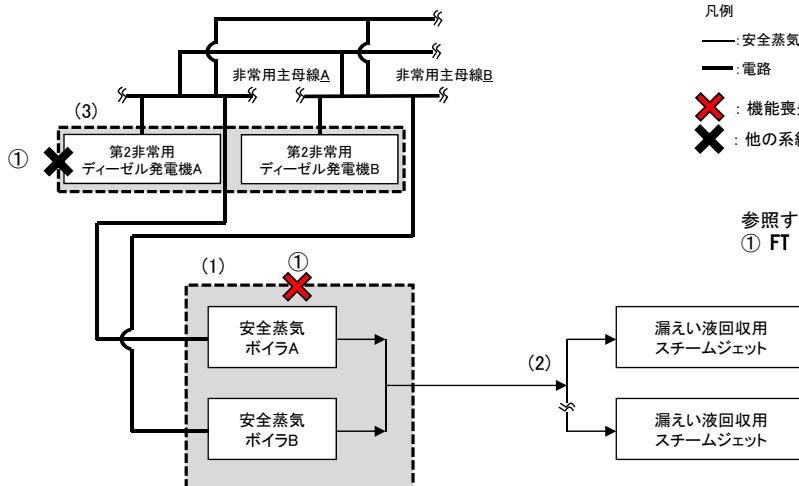 凡例
:安全蒸気
:電路
: 機能喪
: 他の系
非常用主母線A
非常用主母線B
(3)
①
第2非常用
ディーゼル発電機A
第2非常用
ディーゼル発電機B
参照す
① FT
(1)
①
安全蒸気
ボイラA
(2)
漏えい液回収用
スチームジェット
安全蒸気
ボイラB
漏えい液回収用
スチームジェット